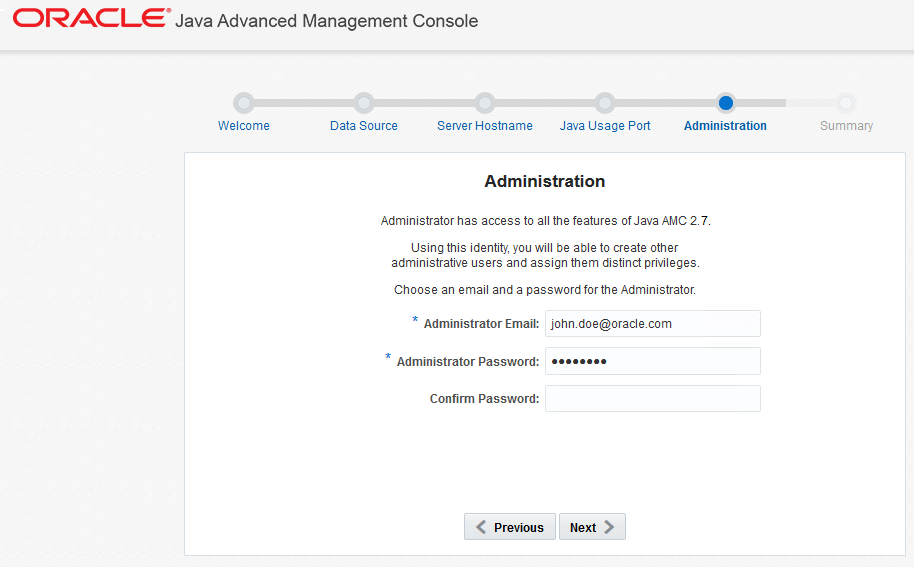 ORACLE® Java Advanced Management Console
Welcome Data Source Server Hostname Java Usage Port Administration Summary
Administration
Administrator has access to all the features of Java AMC 2.7.
Using this identity, you will be able to create other
administrative users and assign them distinct privileges.
Choose an email and a password for the Administrator.
* Administrator Email: john.doe@oracle.com
* Administrator Password: ●●●●●●●●
Confirm Password:
Previous Next